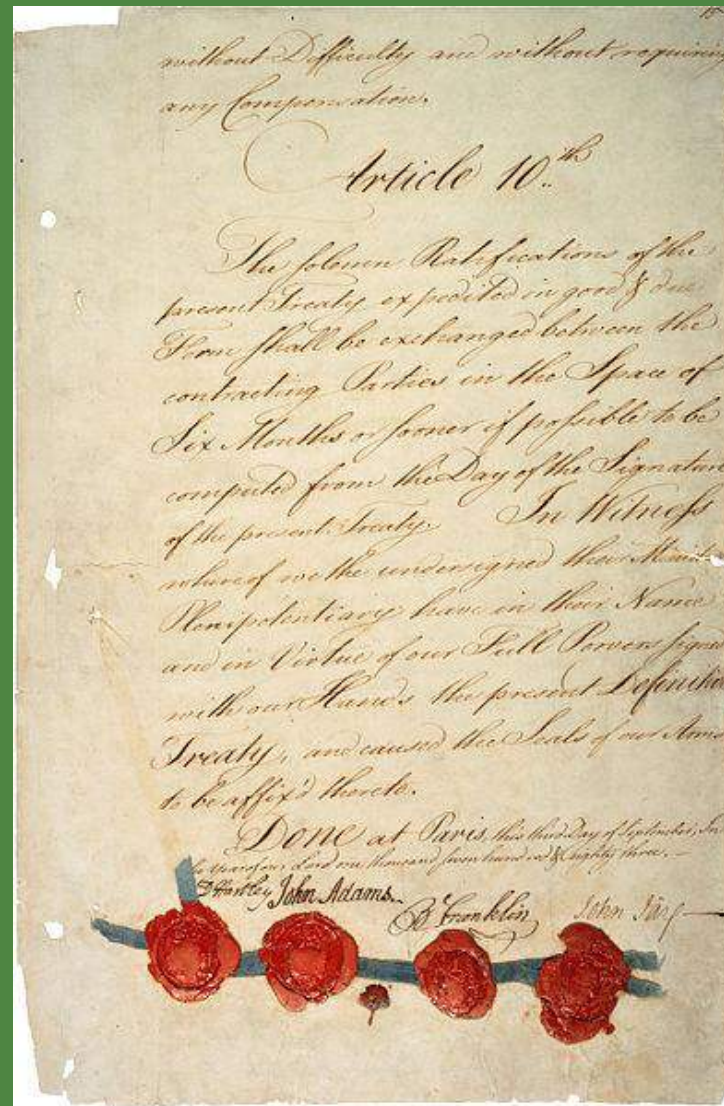 without Difficulty and without requiring
any Compensation.
Article 10.th
The solemn Ratifications of the
present Treaty expedited in good & due
Form shall be exchanged between the
contracting Parties in the Space of
Six Months or sooner if possible to be
computed from the Day of the Signature
of the present Treaty. In Witness
whereof we the undersigned their Minis
Plenipotentiary have in their Name
and in Virtue of our Full Powers signed
with our Hands the present Definitive
Treaty, and caused the Seals of our Arms
to be affix'd thereto.
Done at Paris, this third Day of September, In
the Year of our Lord one thousand seven hundred & eighty three.
D Hartley John Adams. B Franklin John Jay